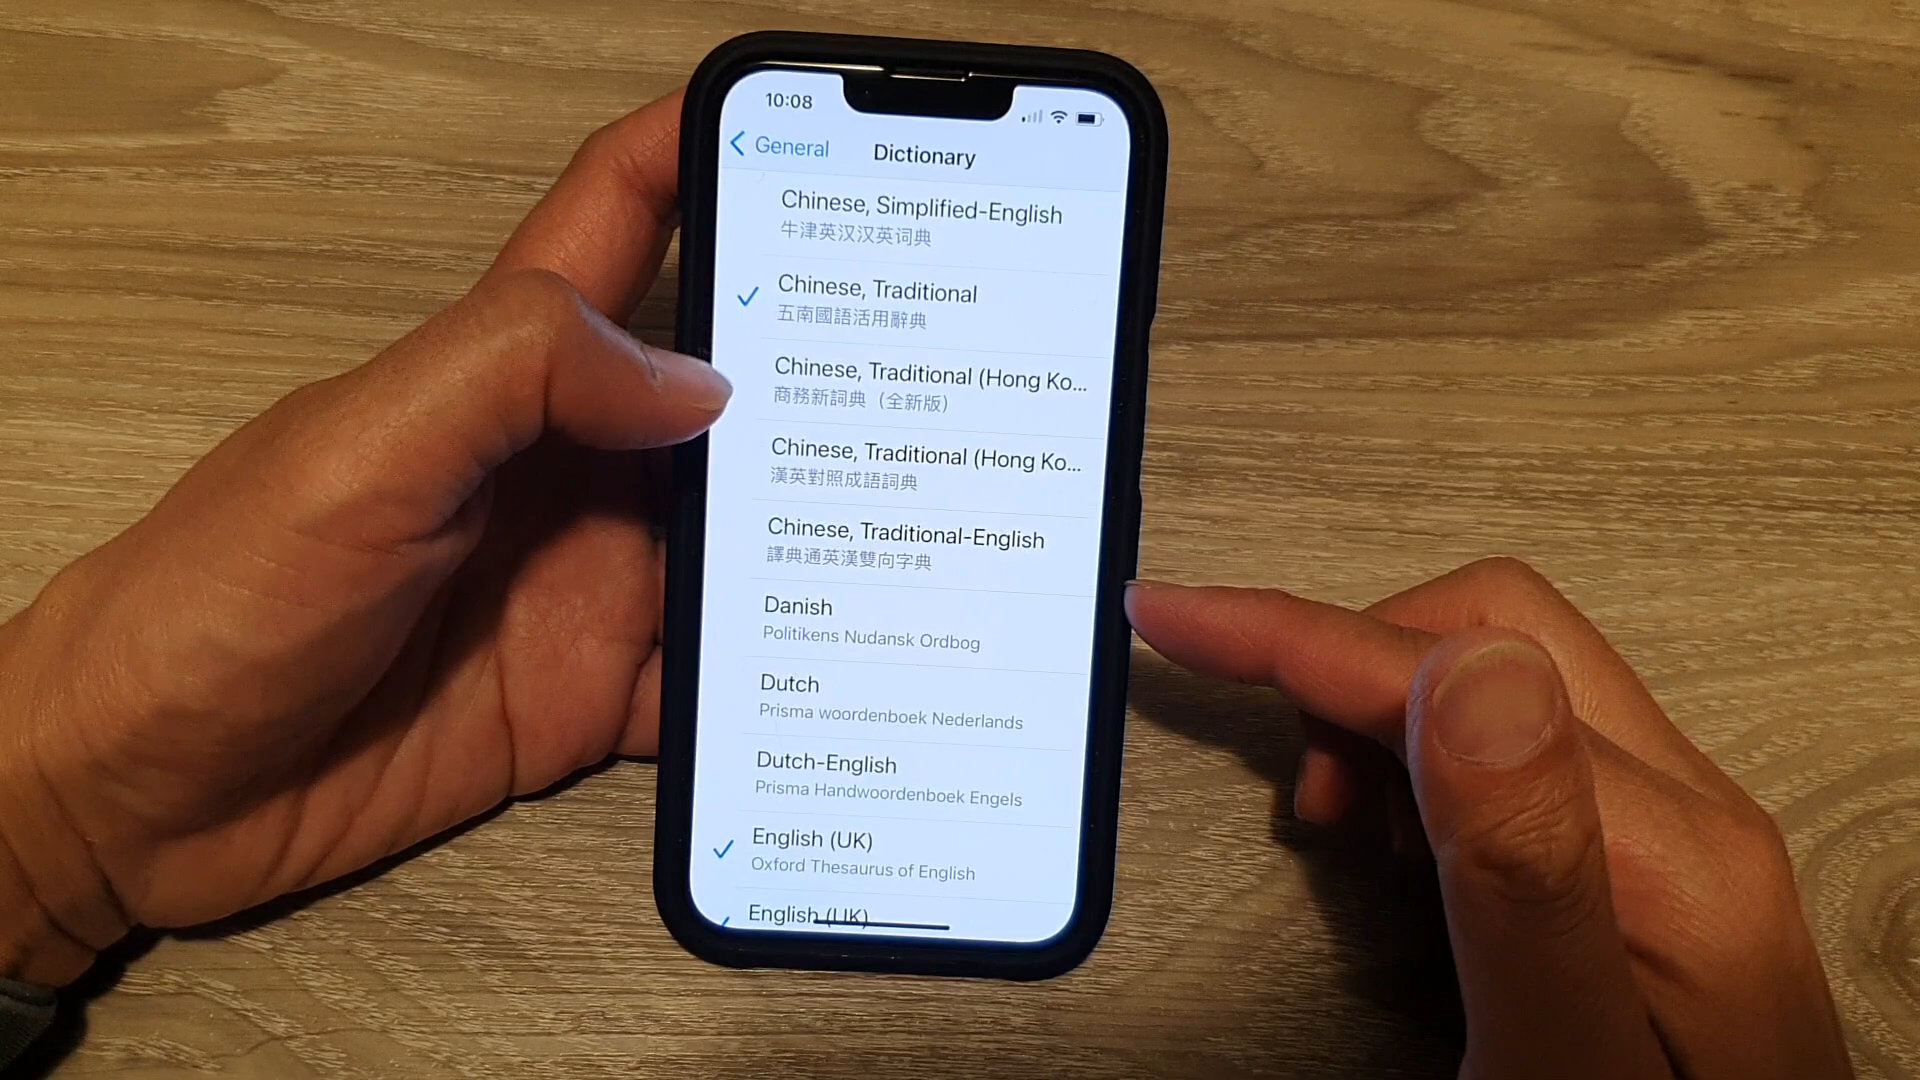 10:08
General
Dictionary
Chinese, Simplified-English
牛津英汉汉英词典
Chinese, Traditional
五南國語活用辭典
Chinese, Traditional (Hong Ko...
商務新詞典（全新版）
Chinese, Traditional (Hong Ko...
漢英對照成語詞典
Chinese, Traditional-English
譯典通英漢雙向字典
Danish
Politikens Nudansk Ordbog
Dutch
Prisma woordenboek Nederlands
Dutch-English
Prisma Handwoordenboek Engels
English (UK)
Oxford Thesaurus of English
English (UK)